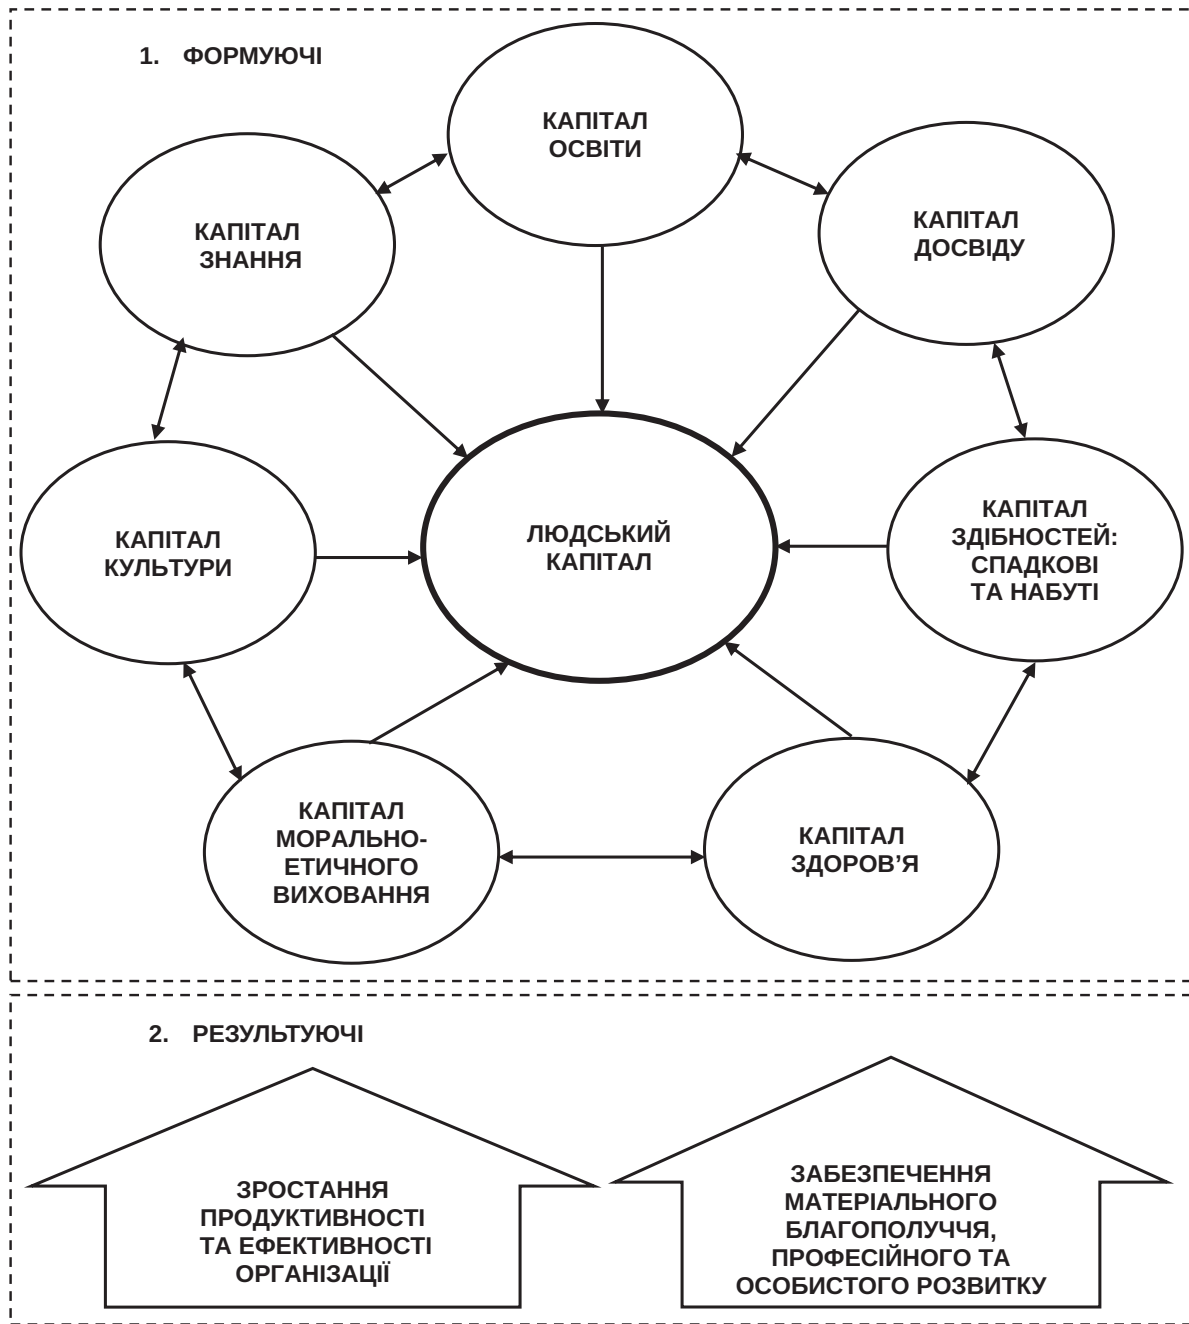 1. ФОРМУЮЧІ
КАПІТАЛ
ОСВІТИ
КАПІТАЛ
ЗНАННЯ
КАПІТАЛ
ДОСВІДУ
КАПІТАЛ
КУЛЬТУРИ
ЛЮДСЬКИЙ
КАПІТАЛ
КАПІТАЛ
ЗДІБНОСТЕЙ:
СПАДКОВІ
ТА НАБУТІ
КАПІТАЛ
МОРАЛЬНО-
ЕТИЧНОГО
ВИХОВАННЯ
КАПІТАЛ
ЗДОРОВ’Я
2. РЕЗУЛЬТУЮЧІ
ЗРОСТАННЯ
ПРОДУКТИВНОСТІ
ТА ЕФЕКТИВНОСТІ
ОРГАНІЗАЦІЇ
ЗАБЕЗПЕЧЕННЯ
МАТЕРІАЛЬНОГО
БЛАГОПОЛУЧЧЯ,
ПРОФЕСІЙНОГО ТА
ОСОБИСТОГО РОЗВИТКУ